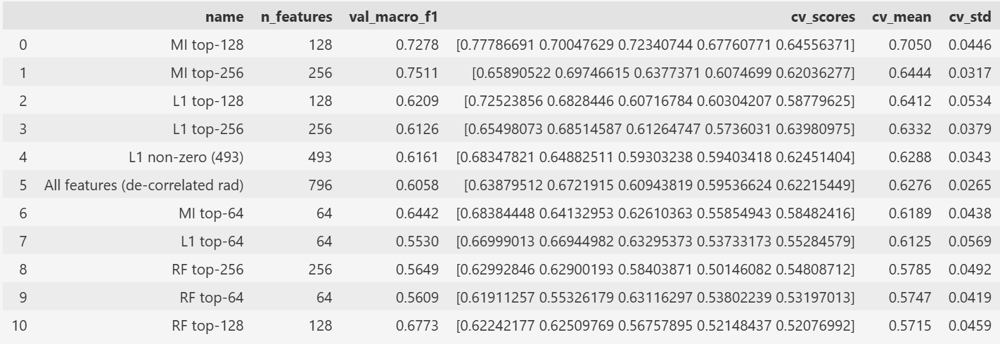 name n_features val_macro_f1 cv_scores cv_mean cv_std
0 MI top-128 128 0.7278 [0.77786691 0.70047629 0.72340744 0.67760771 0.64556371] 0.7050 0.0446
1 MI top-256 256 0.7511 [0.65890522 0.69746615 0.6377371 0.6074699 0.62036277] 0.6444 0.0317
2 L1 top-128 128 0.6209 [0.72523856 0.6828446 0.60716784 0.60304207 0.58779625] 0.6412 0.0534
3 L1 top-256 256 0.6126 [0.65498073 0.68514587 0.61264747 0.5736031 0.63980975] 0.6332 0.0379
4 L1 non-zero (493) 493 0.6161 [0.68347821 0.64882511 0.59303238 0.59403418 0.62451404] 0.6288 0.0343
5 All features (de-correlated rad) 796 0.6058 [0.63879512 0.6721915 0.60943819 0.59536624 0.62215449] 0.6276 0.0265
6 MI top-64 64 0.6442 [0.68384448 0.64132953 0.62610363 0.55854943 0.58482416] 0.6189 0.0438
7 L1 top-64 64 0.5530 [0.66999013 0.66944982 0.63295373 0.53733173 0.55284579] 0.6125 0.0569
8 RF top-256 256 0.5649 [0.62992846 0.62900193 0.58403871 0.50146082 0.54808712] 0.5785 0.0492
9 RF top-64 64 0.5609 [0.61911257 0.55326179 0.63116297 0.53802239 0.53197013] 0.5747 0.0419
10 RF top-128 128 0.6773 [0.62242177 0.62509769 0.56757895 0.52148437 0.52076992] 0.5715 0.0459